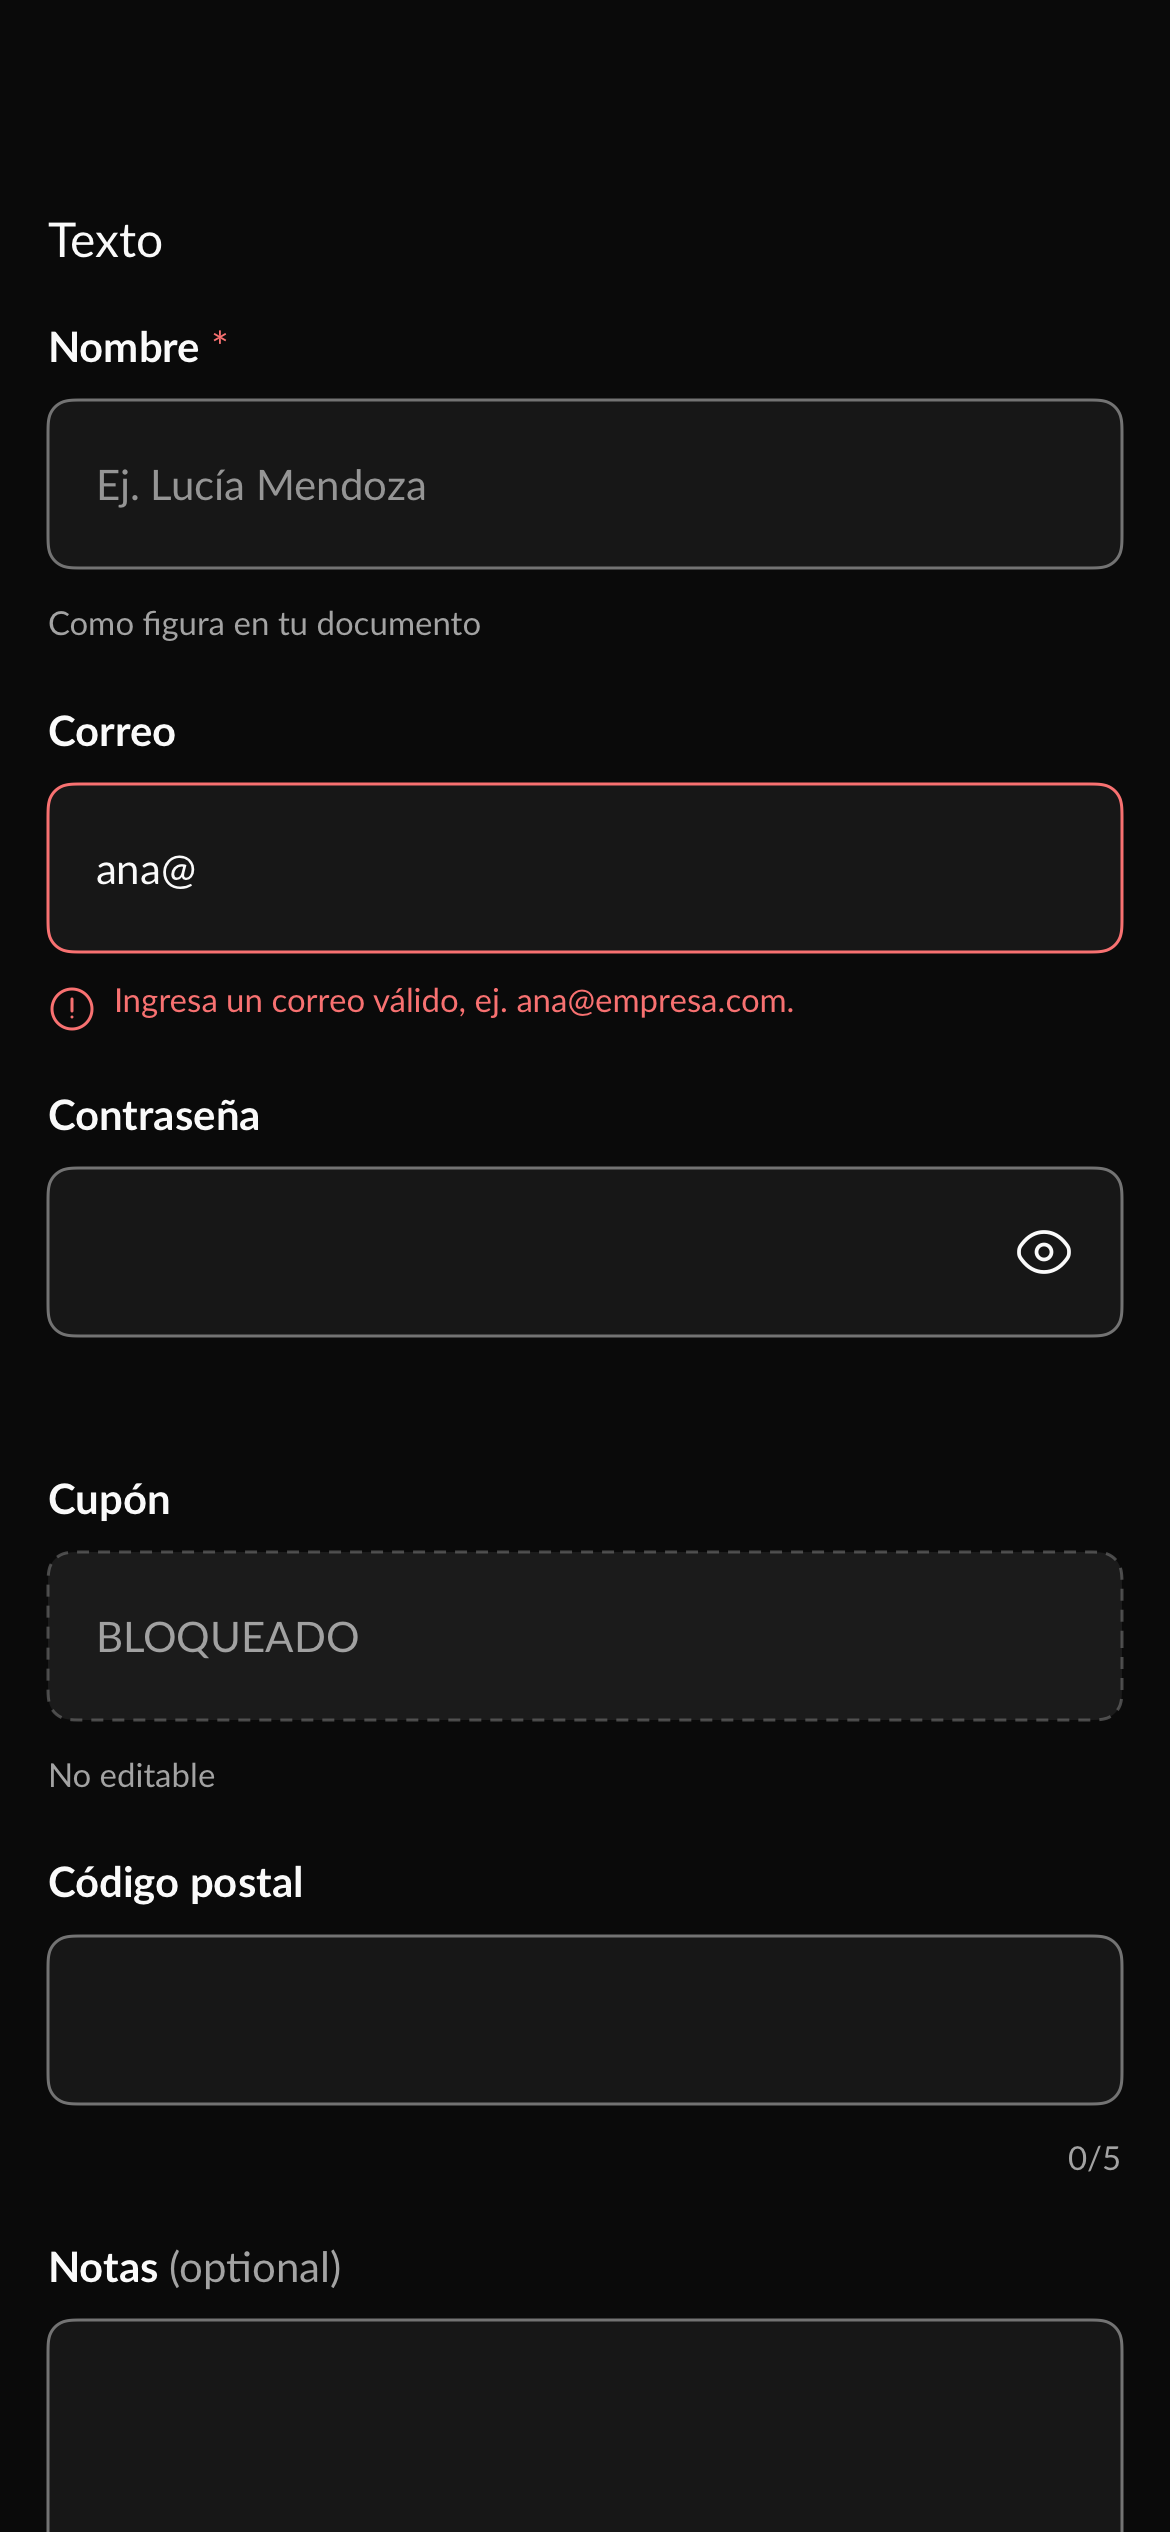 Texto
Nombre *
Ej. Lucía Mendoza
Como figura en tu documento
Correo
ana@
Ingresa un correo válido, ej. ana@empresa.com.
Contraseña
Cupón
BLOQUEADO
No editable
Código postal
0/5
Notas (optional)